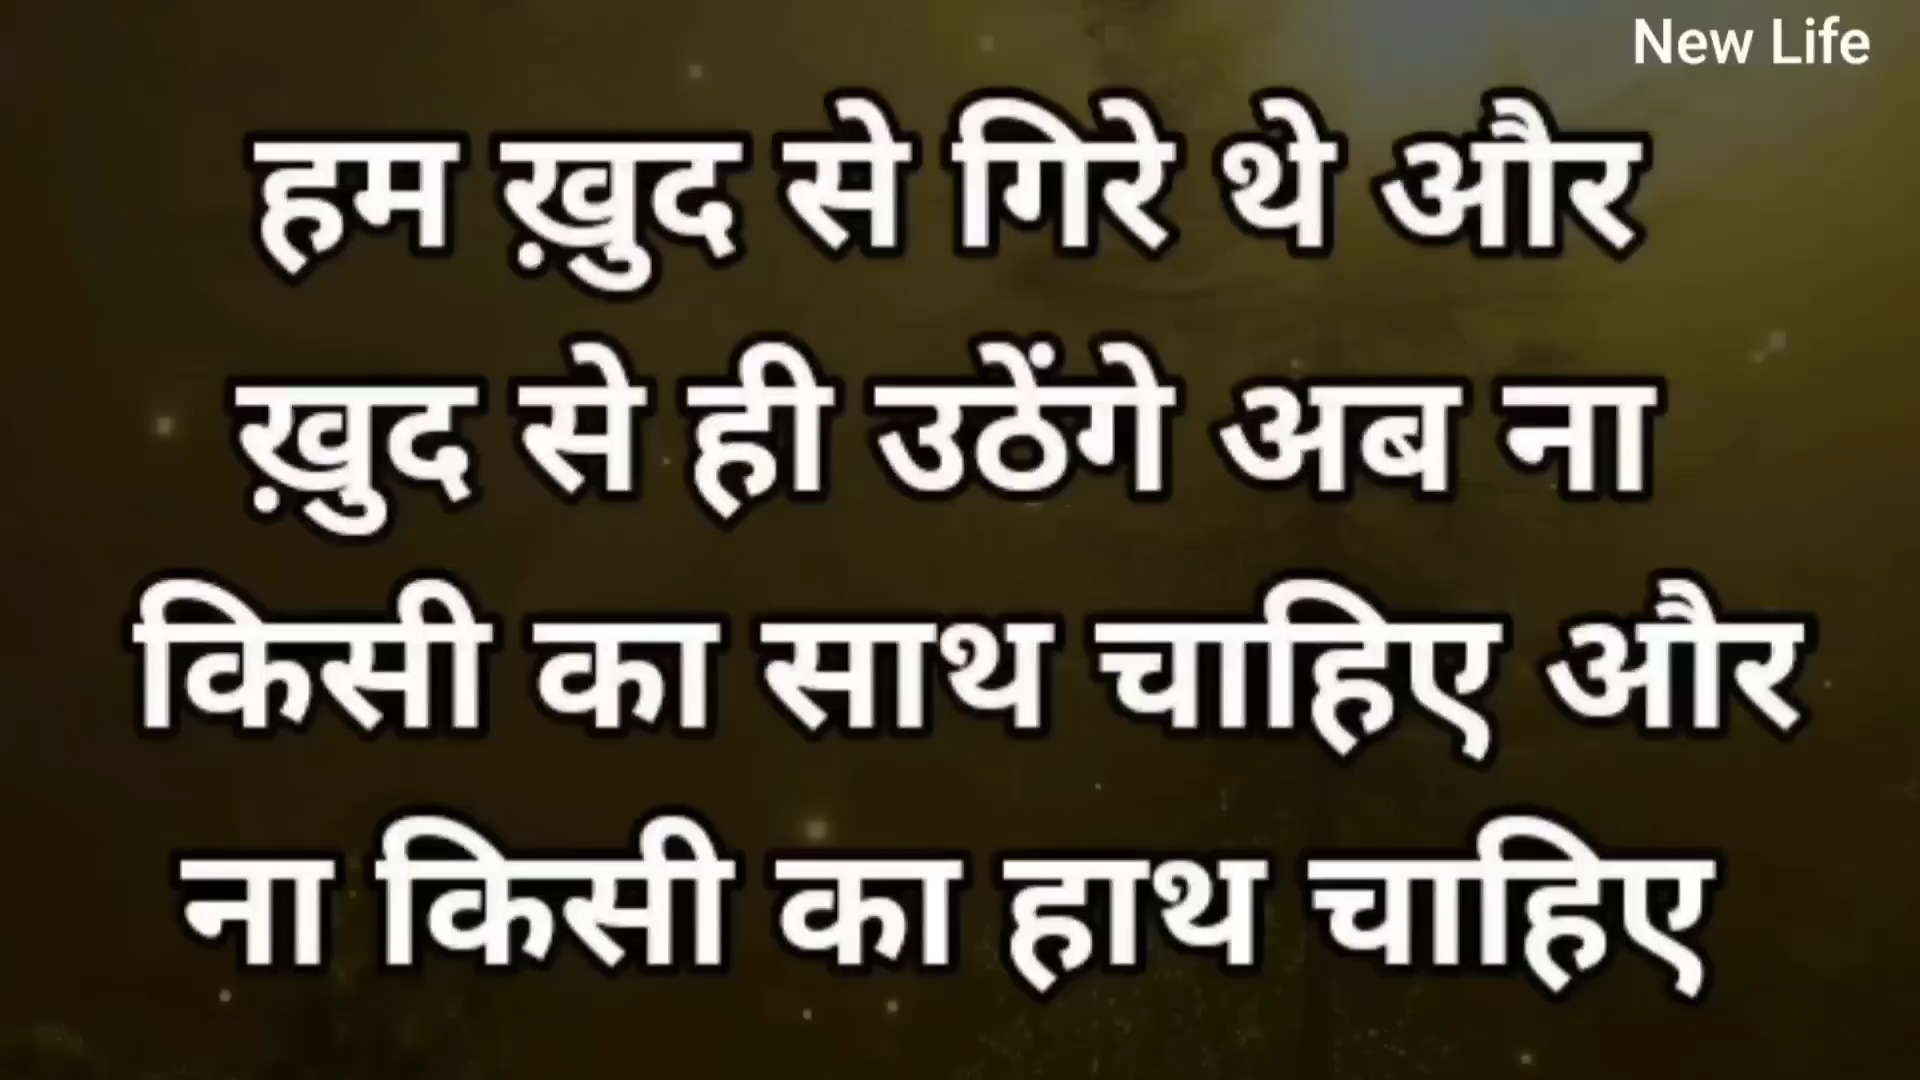 New Life
हम ख़ुद से गिरे थे और
ख़ुद से ही उठेंगे अब ना
किसी का साथ चाहिए और
ना किसी का हाथ चाहिए